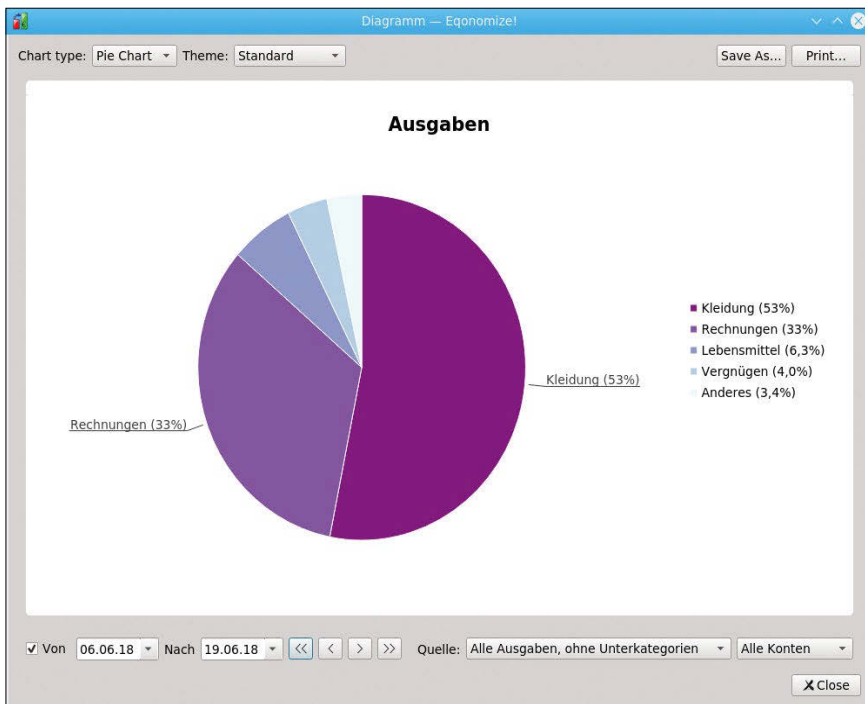 Diagramm — Eqonomize!
Chart type: Pie Chart Theme: Standard Save As... Print...
Ausgaben
Kleidung (53%)
Rechnungen (33%)
Lebensmittel (6,3%)
Vergnügen (4,0%)
Anderes (3,4%)
Kleidung (53%)
Rechnungen (33%)
Von 06.06.18 Nach 19.06.18 << < > >> Quelle: Alle Ausgaben, ohne Unterkategorien Alle Konten
Close